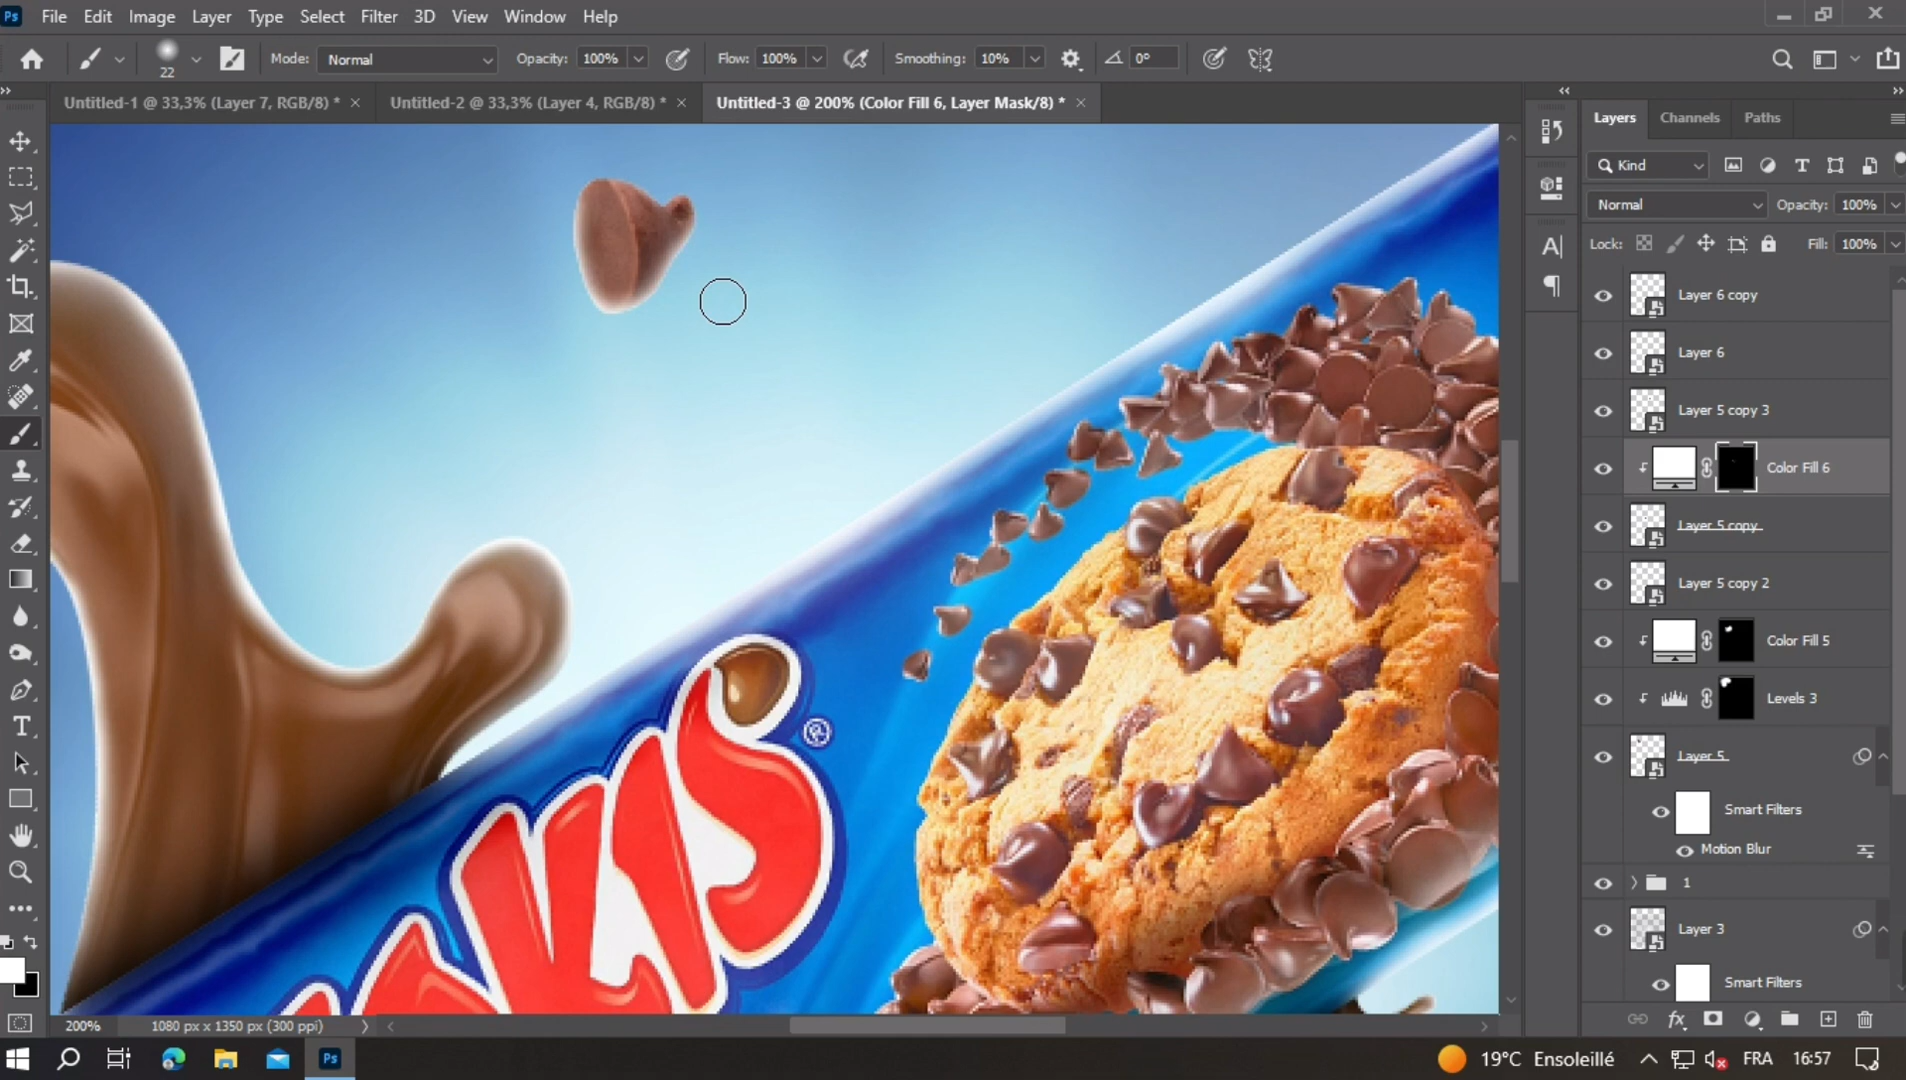 Ps File Edit Image Layer Type Select Filter 3D View Window Help
22 Mode: Normal Opacity: 100% Flow: 100% Smoothing: 10% 0°
Untitled-1 @ 33,3% (Layer 7, RGB/8) * × Untitled-2 @ 33,3% (Layer 4, RGB/8) * × Untitled-3 @ 200% (Color Fill 6, Layer Mask/8) * ×
Layers Channels Paths
Kind
Normal Opacity: 100%
Lock: Fill: 100%
Layer 6 copy
Layer 6
Layer 5 copy 3
Color Fill 6
Layer 5 copy
Layer 5 copy 2
Color Fill 5
Levels 3
Layer 5
Smart Filters
Motion Blur
1
Layer 3
Smart Filters
OKIS ®
200% 1080 px x 1350 px (300 ppi)
Ps 19°C Ensoleillé FRA 16:57